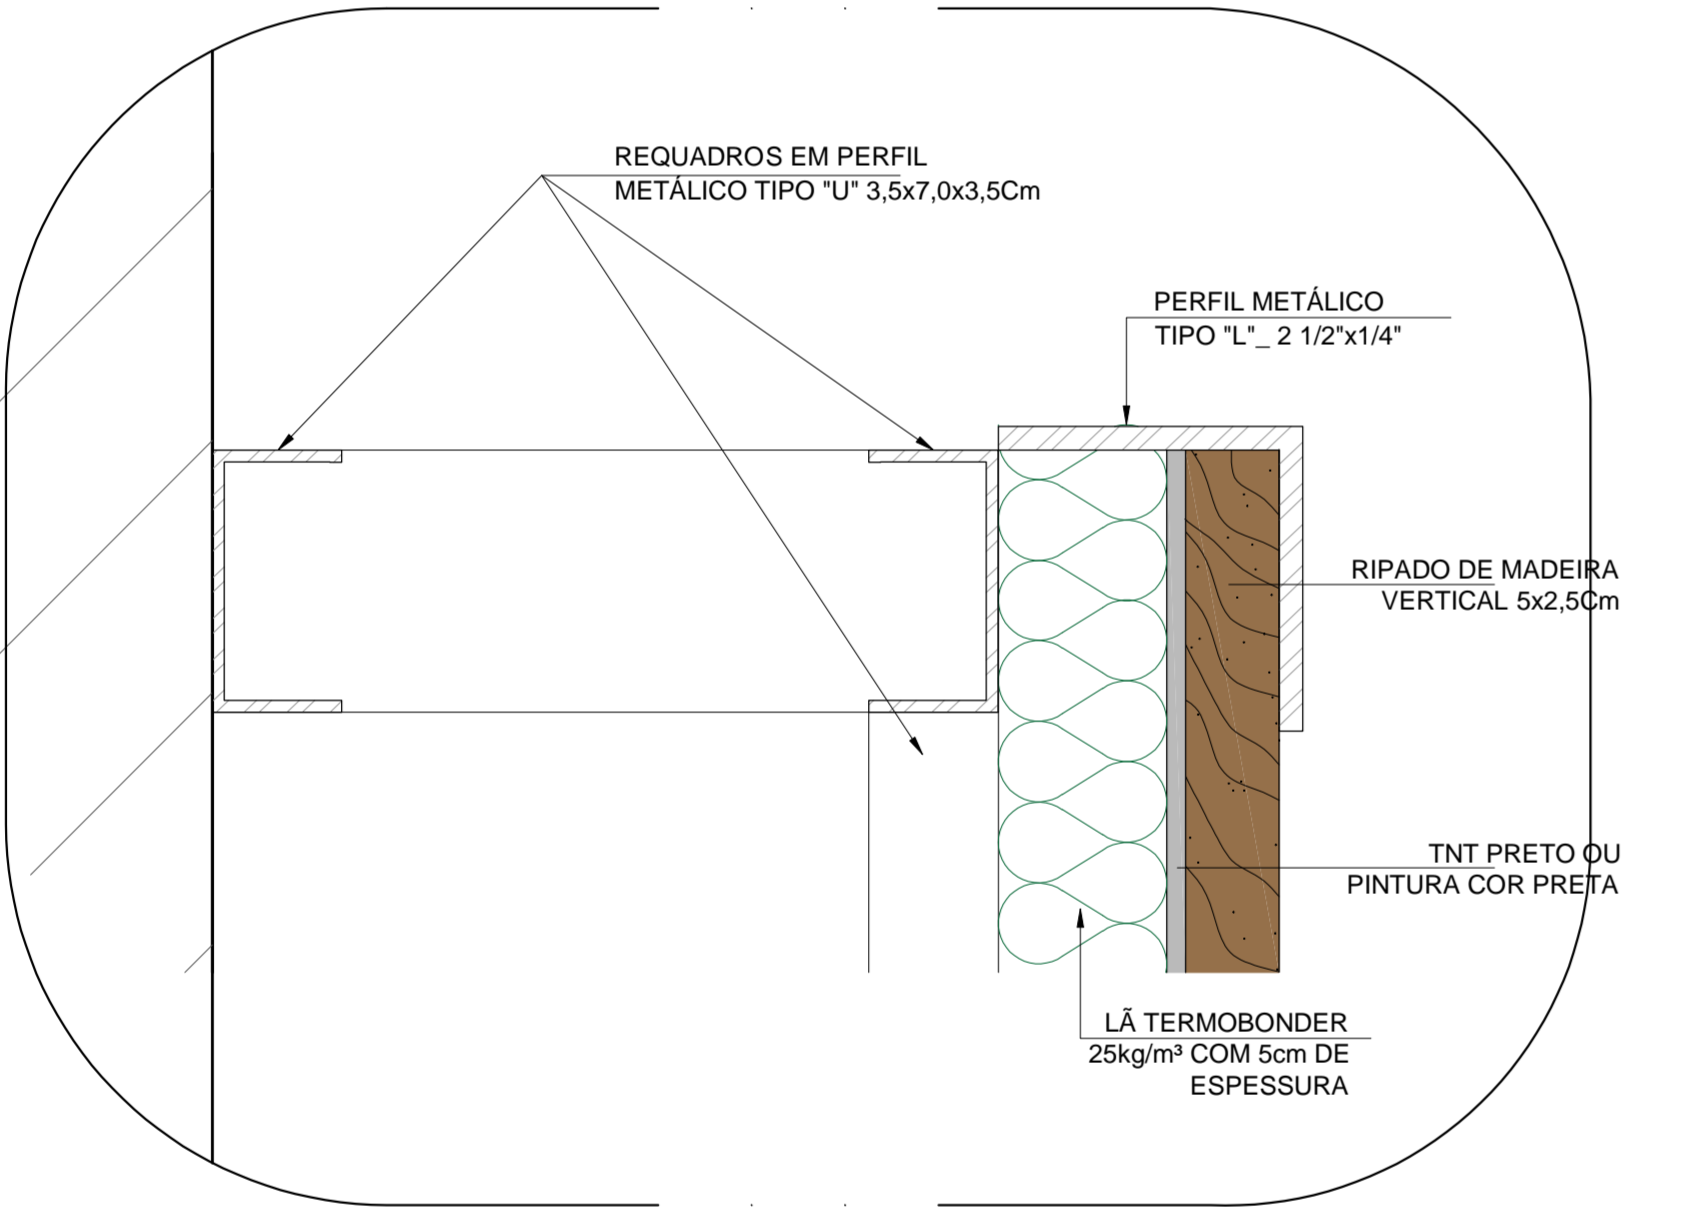 REQUADROS EM PERFIL
METÁLICO TIPO "U" 3,5x7,0x3,5Cm
PERFIL METÁLICO
TIPO "L"_ 2 1/2"x1/4"
RIPADO DE MADEIRA
VERTICAL 5x2,5Cm
TNT PRETO OU
PINTURA COR PRETA
LÃ TERMOBONDER
25kg/m³ COM 5cm DE
ESPESSURA